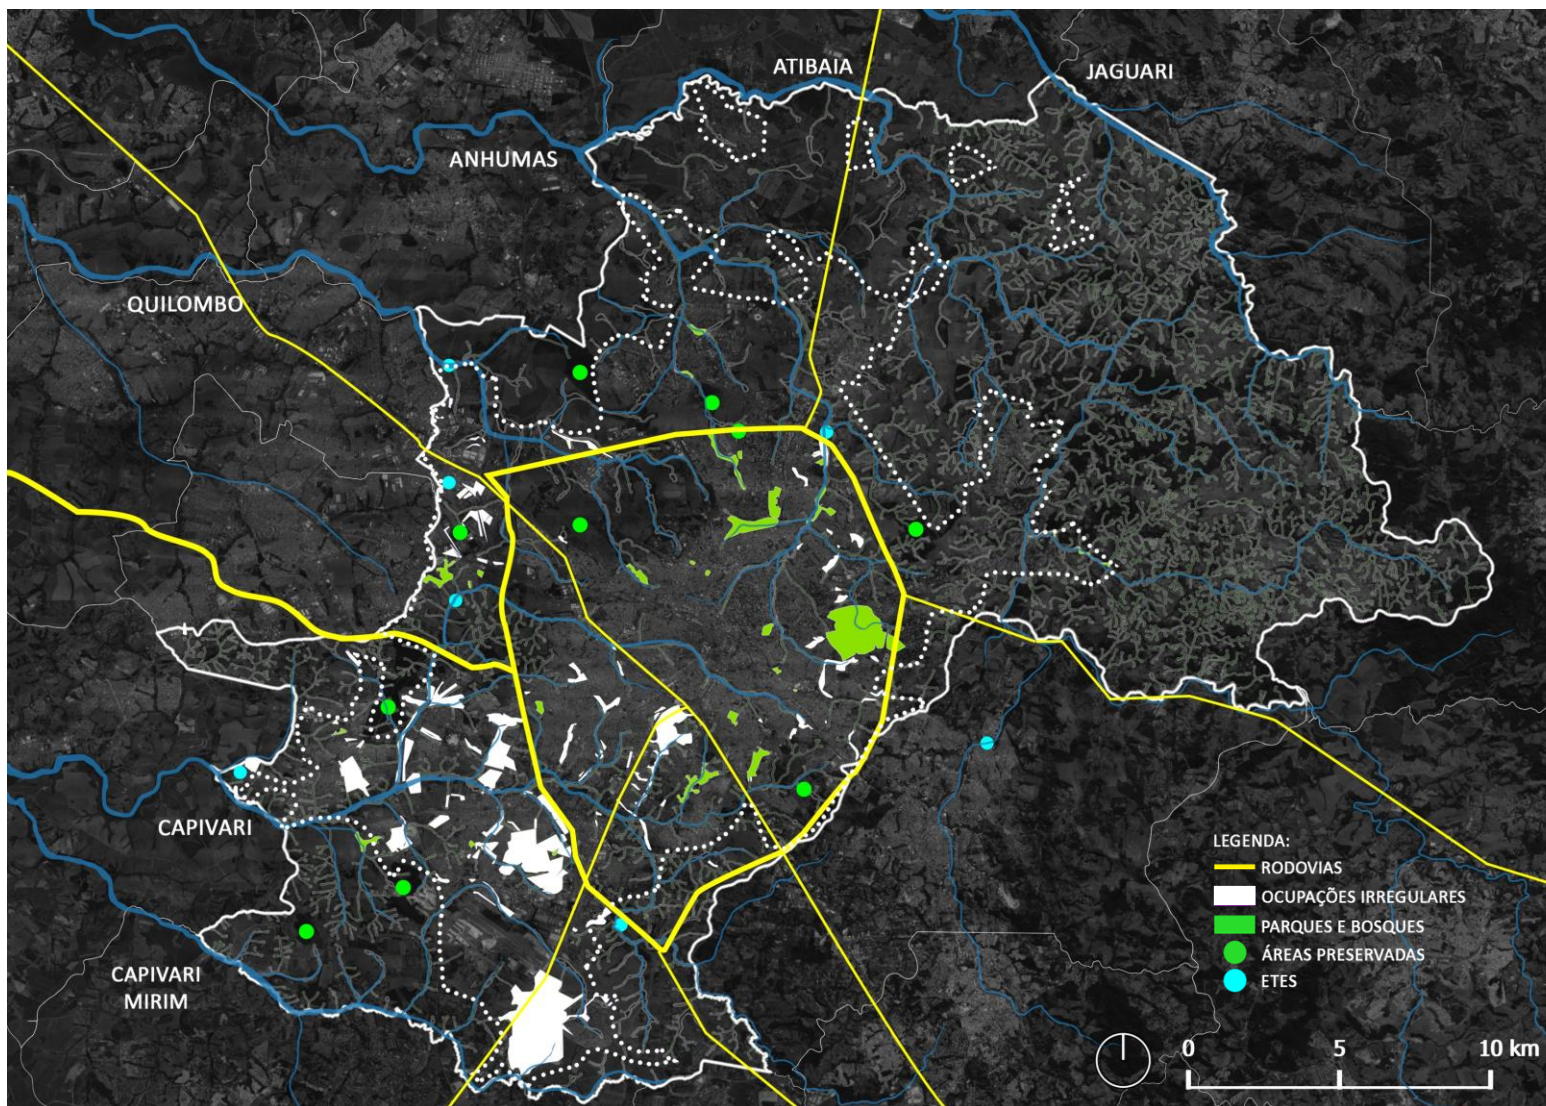 ATIBAIA
JAGUARI
ANHUMAS
QUILOMBO
CAPIVARI
CAPIVARI
MIRIM
LEGENDA:
RODOVIAS
OCUPAÇÕES IRREGULARES
PARQUES E BOSQUES
ÁREAS PRESERVADAS
ETES
0 5 10 km